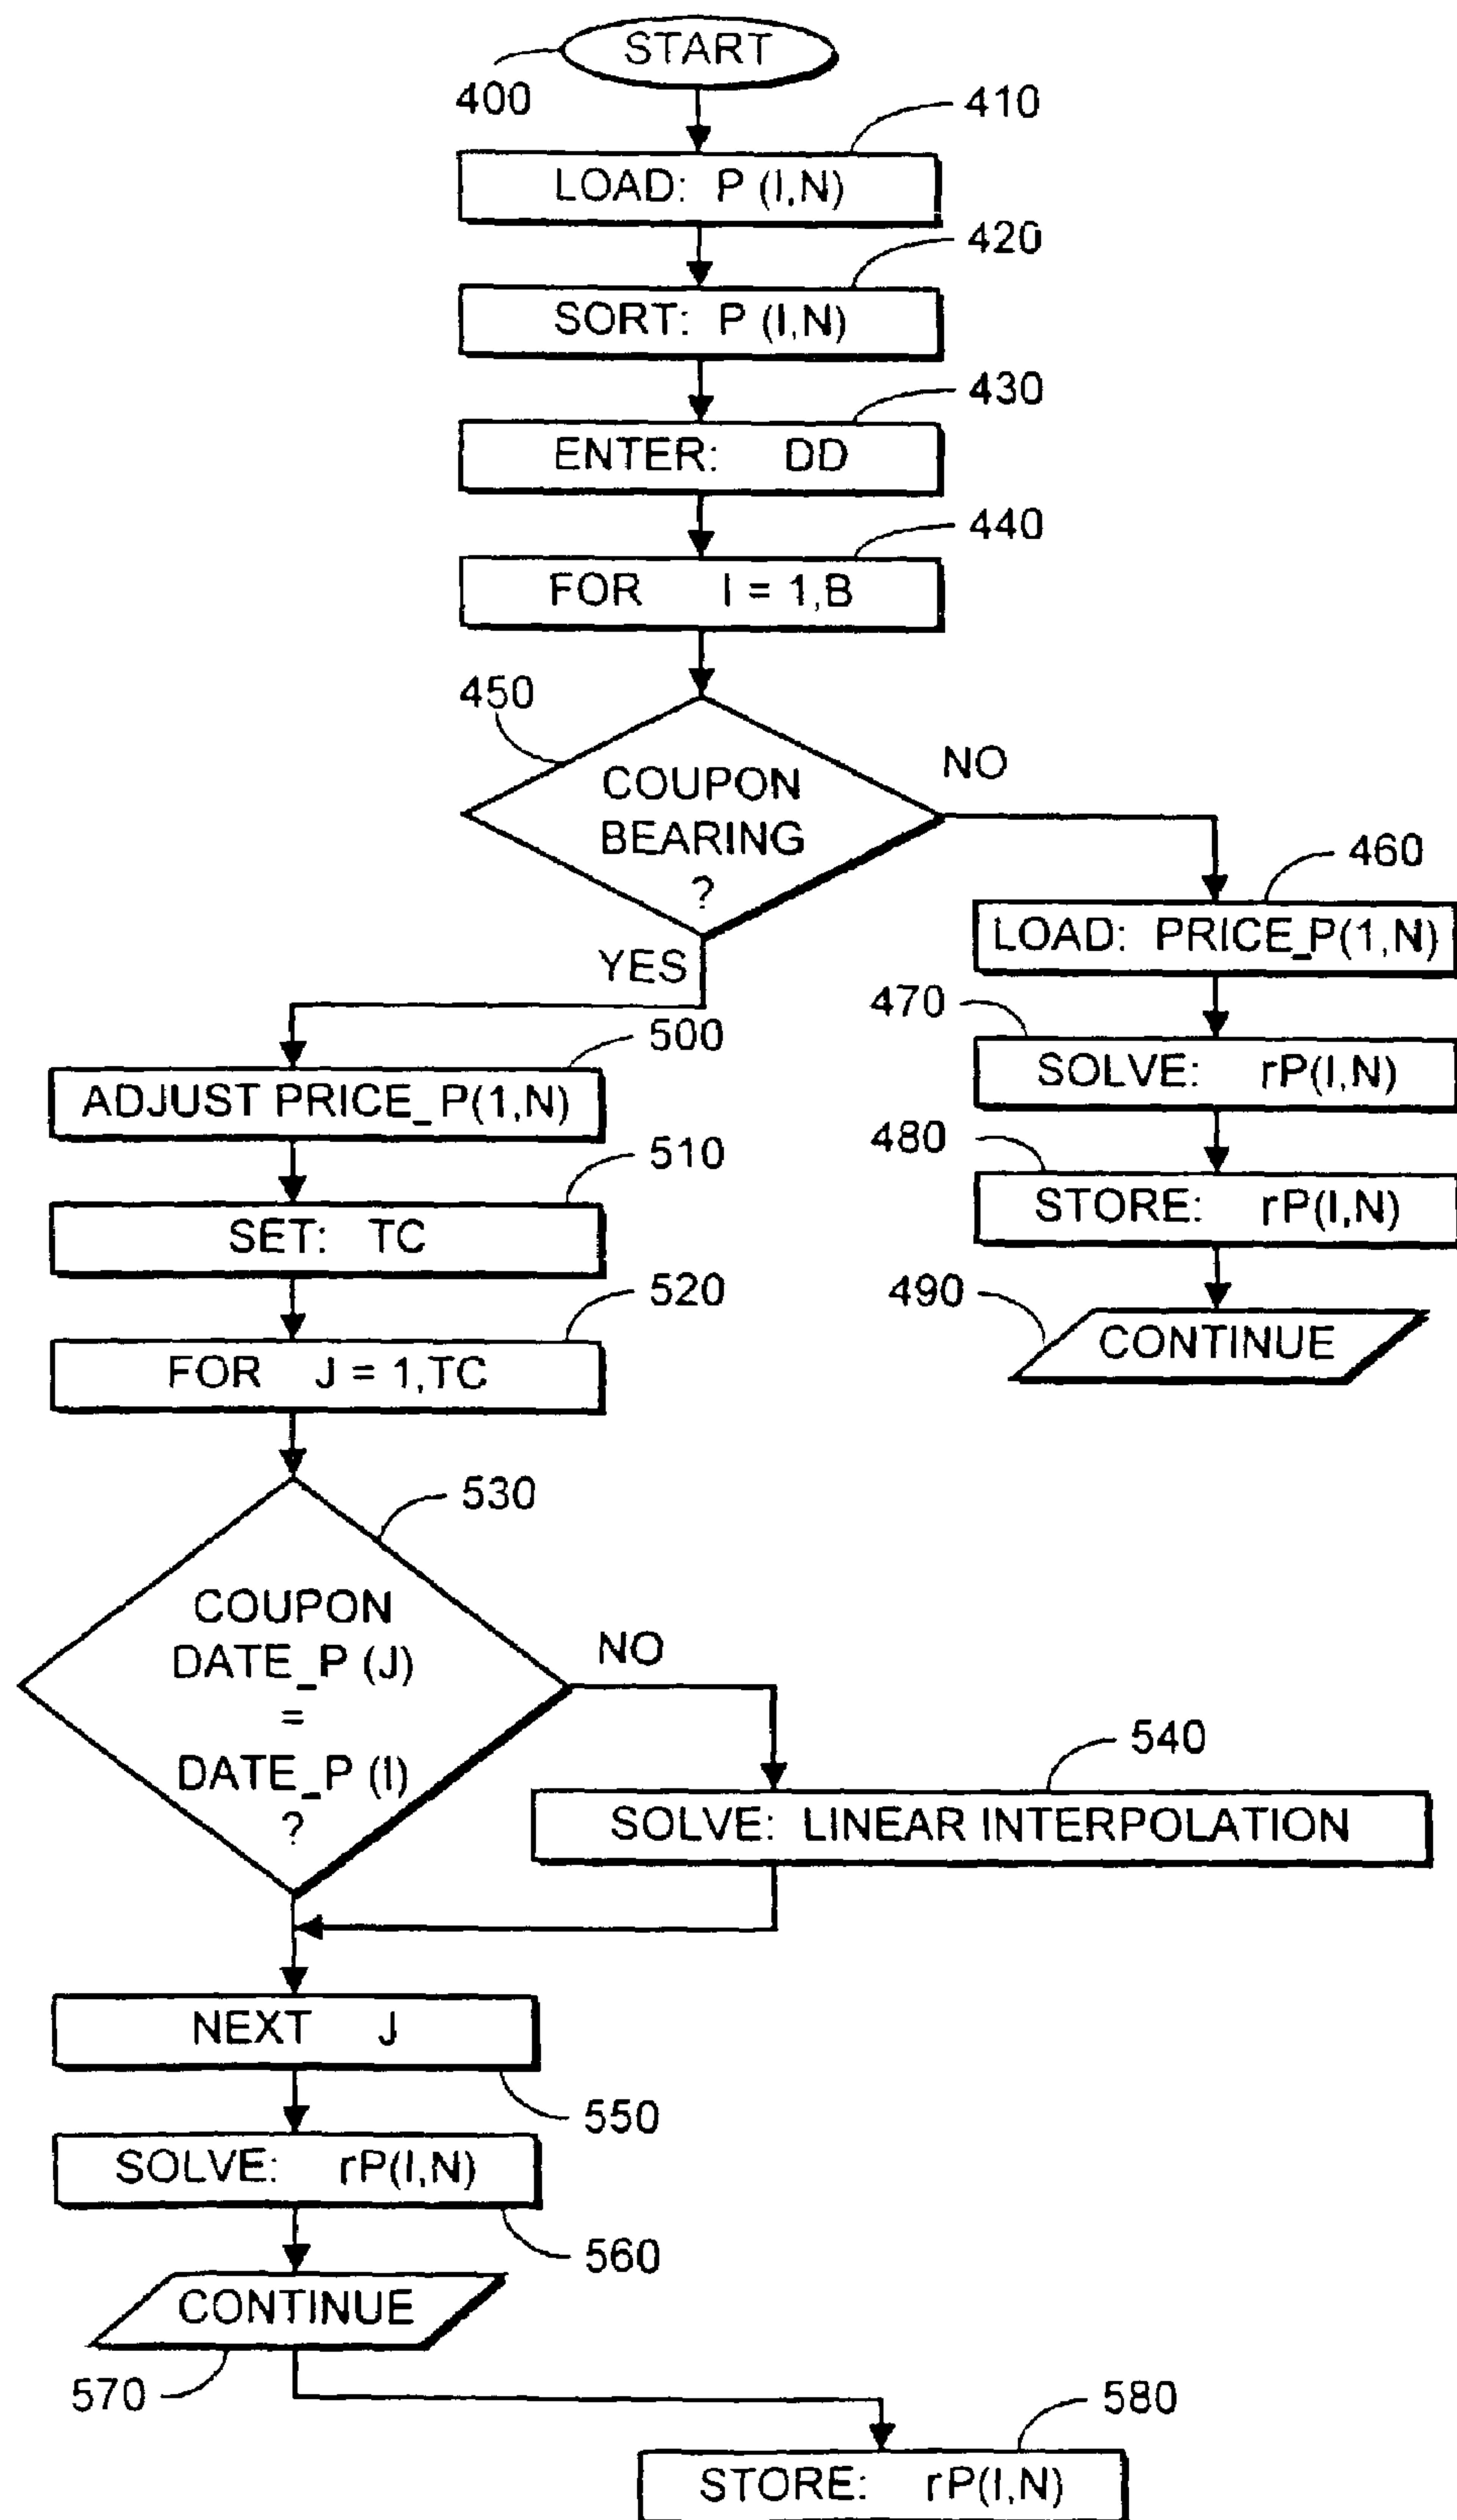 START
400
410
LOAD: P (I,N)
420
SORT: P (I,N)
430
ENTER: DD
440
FOR I = 1,B
450
COUPON
BEARING
?
NO
YES
460
LOAD: PRICE_P(1,N)
470
SOLVE: rP(I,N)
480
STORE: rP(I,N)
490
CONTINUE
500
ADJUST PRICE_P(1,N)
510
SET: TC
520
FOR J = 1,TC
530
COUPON
DATE_P (J)
=
DATE_P (I)
?
NO
540
SOLVE: LINEAR INTERPOLATION
NEXT J
550
SOLVE: rP(I,N)
560
CONTINUE
570
580
STORE: rP(I,N)